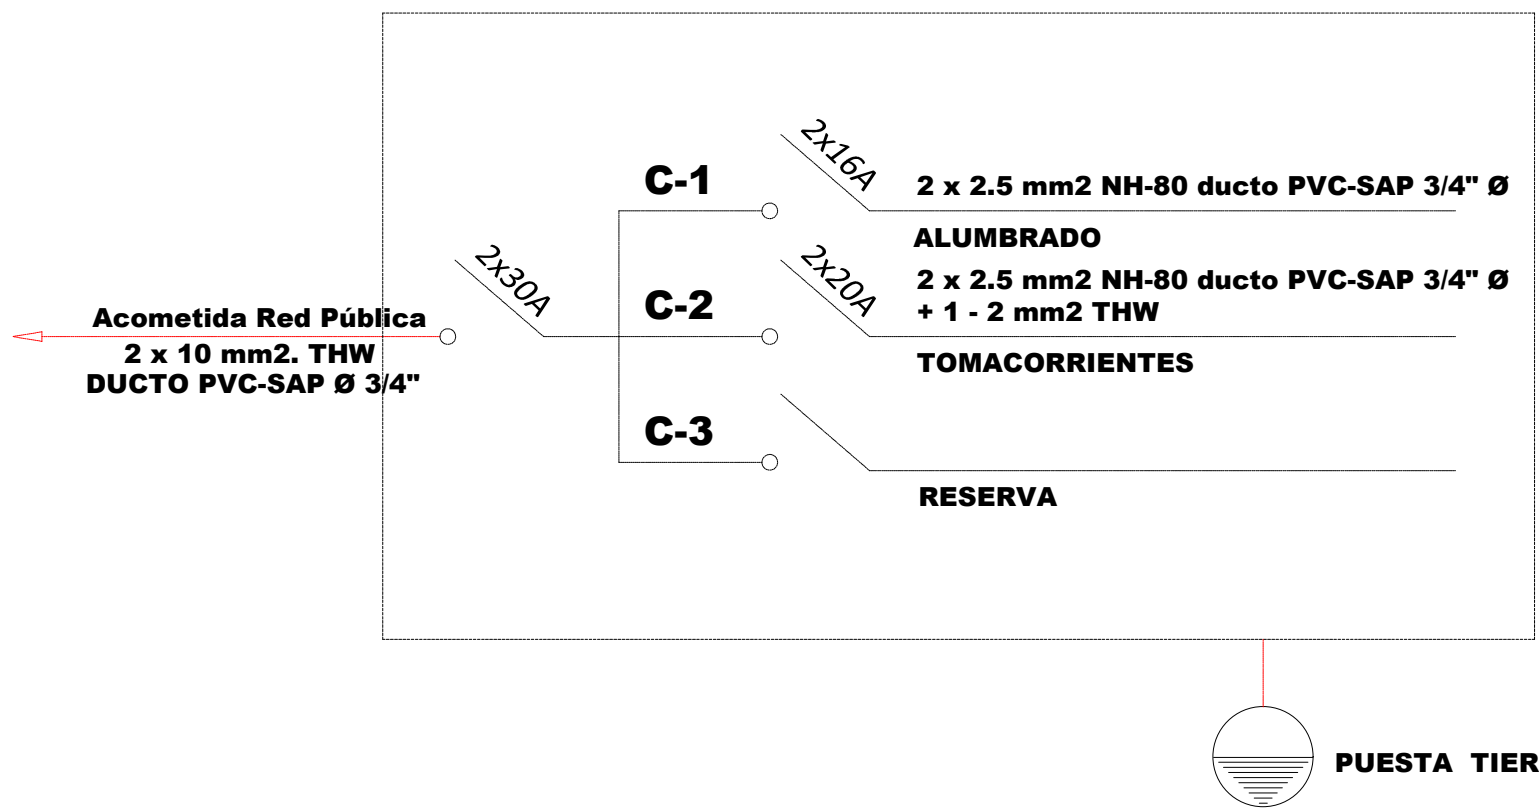 C-1
2x16A
2 x 2.5 mm2 NH-80 ducto PVC-SAP 3/4" Ø
ALUMBRADO
2x30A
C-2
2x20A
2 x 2.5 mm2 NH-80 ducto PVC-SAP 3/4" Ø
+ 1 - 2 mm2 THW
TOMACORRIENTES
Acometida Red Pública
2 x 10 mm2. THW
DUCTO PVC-SAP Ø 3/4"
C-3
RESERVA
PUESTA TIER